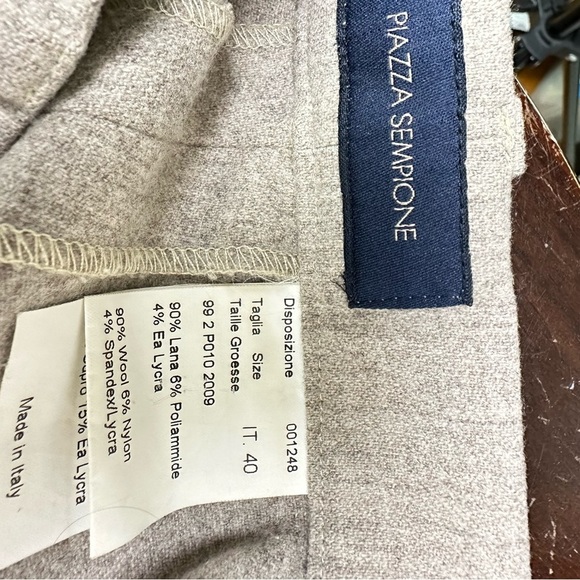 PIAZZA SEMPIONE
Disposizione 001248
Taglia Size
Taille Groesse IT. 40
99 2 P010 2009
90% Lana 6% Poliammide
4% Ea Lycra
90% Wool 6% Nylon
4% Spandex/Lycra
15% Ea Lycra
Made in Italy